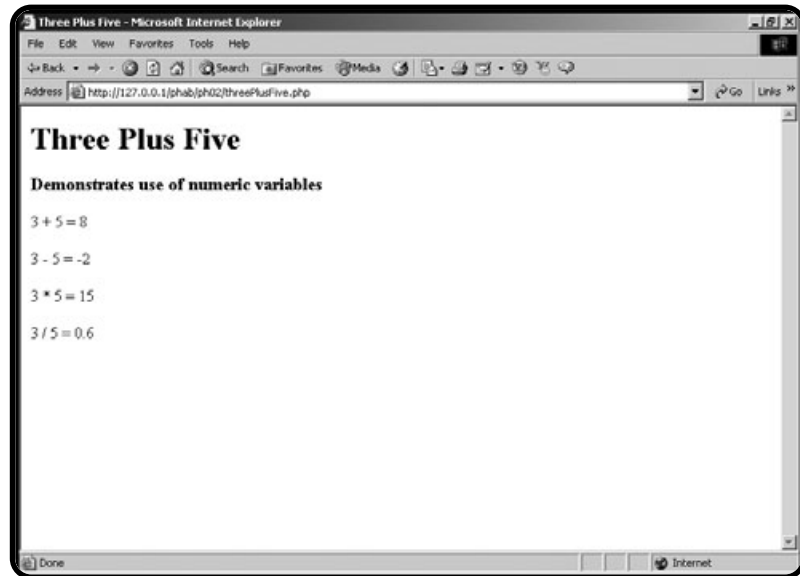 Three Plus Five - Microsoft Internet Explorer
File Edit View Favorites Tools Help
Back Search Favorites Media
Address http://127.0.0.1/phab/ph02/threePlusFive.php Go Links »
Three Plus Five
Demonstrates use of numeric variables
3 + 5 = 8
3 - 5 = -2
3 * 5 = 15
3 / 5 = 0.6
Done Internet